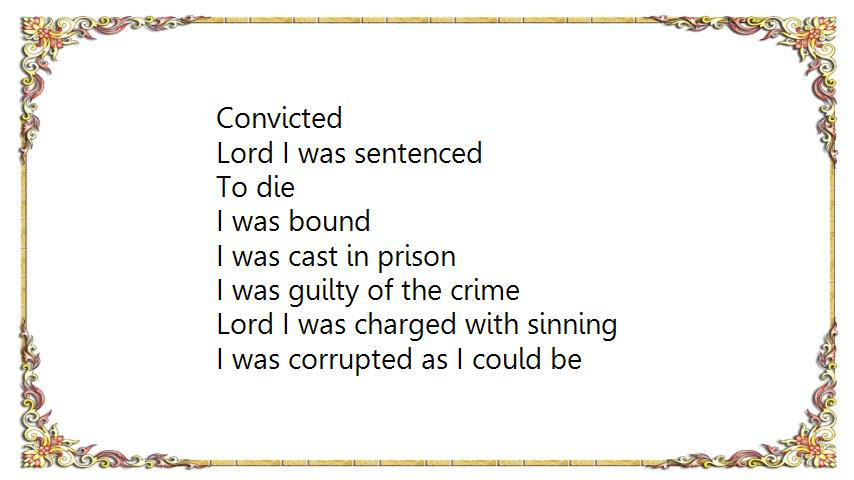 Convicted
Lord I was sentenced
To die
I was bound
I was cast in prison
I was guilty of the crime
Lord I was charged with sinning
I was corrupted as I could be